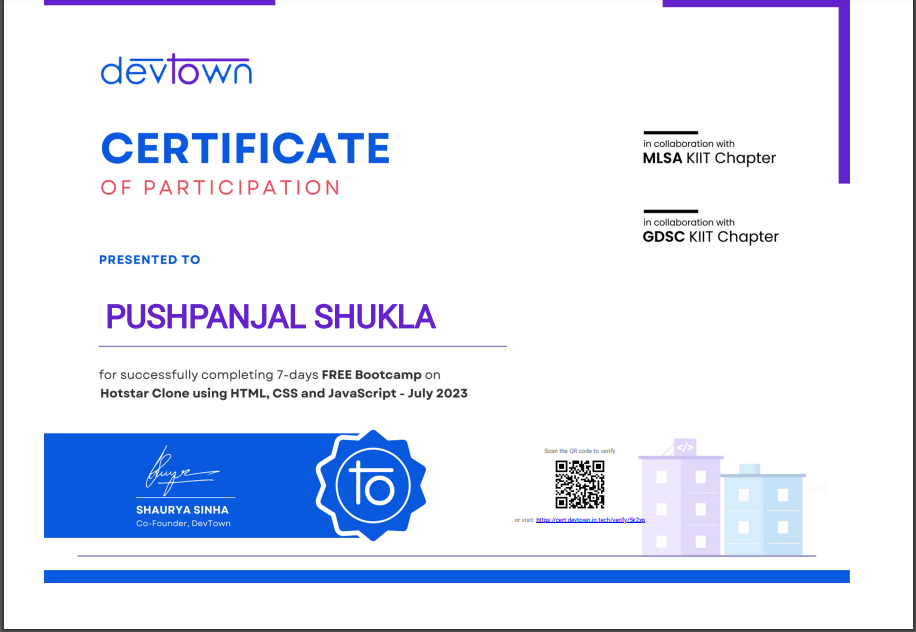 devtown
CERTIFICATE
OF PARTICIPATION
in collaboration with
MLSA KIIT Chapter
in collaboration with
GDSC KIIT Chapter
PRESENTED TO
PUSHPANJAL SHUKLA
for successfully completing 7-days FREE Bootcamp on
Hotstar Clone using HTML, CSS and JavaScript - July 2023
SHAURYA SINHA
Co-Founder, DevTown
to
Scan the QR code to verify
or visit: https://cert.devtown.in.tech/verify/5k2xp